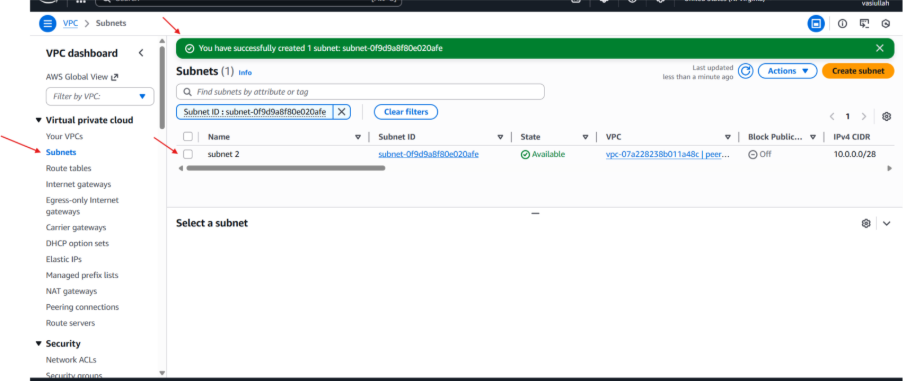 vasiullah
VPC > Subnets
VPC dashboard
AWS Global View
Filter by VPC:
Virtual private cloud
Your VPCs
Subnets
Route tables
Internet gateways
Egress-only Internet
gateways
Carrier gateways
DHCP option sets
Elastic IPs
Managed prefix lists
NAT gateways
Peering connections
Route servers
Security
Network ACLs
Security groups
You have successfully created 1 subnet: subnet-0f9d9a8f80e020afe
Subnets (1) Info
Last updated
less than a minute ago
Actions
Create subnet
Find subnets by attribute or tag
Subnet ID : subnet-0f9d9a8f80e020afe
Clear filters
1
Name Subnet ID State VPC Block Public... IPv4 CIDR
subnet 2 subnet-0f9d9a8f80e020afe Available vpc-07a228238b011a48c | peer... Off 10.0.0.0/28
Select a subnet